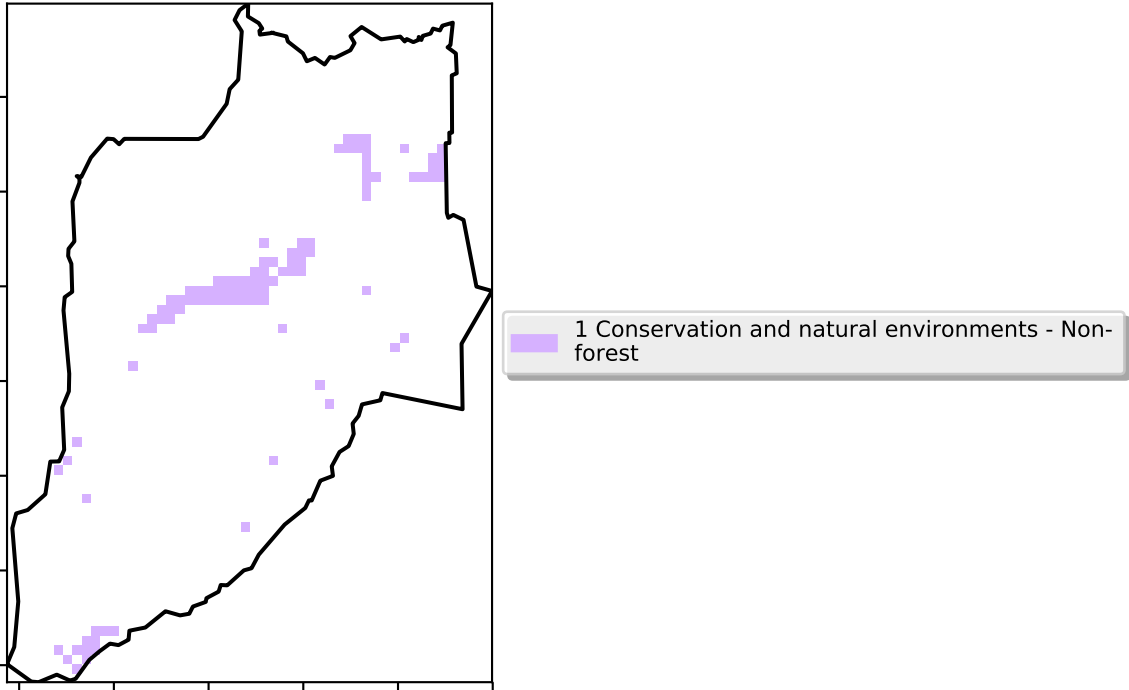 1 Conservation and natural environments - Non-
forest